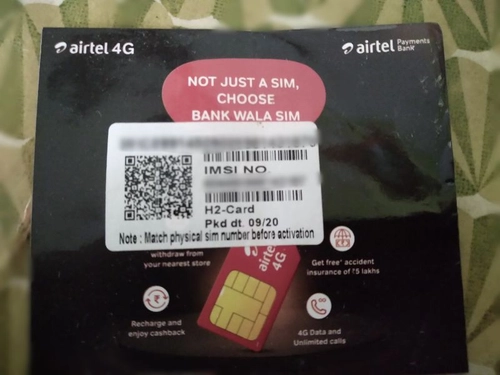 airtel 4G
airtel Payments
Bank
NOT JUST A SIM,
CHOOSE
BANK WALA SIM
IMSI NO.
H2-Card
Pkd dt. 09/20
Note : Match physical sim number before activation
withdraw from
your nearest store
Get free* accident
insurance of ₹5 lakhs
airtel
4G
Recharge and
enjoy cashback
4G Data and
Unlimited calls